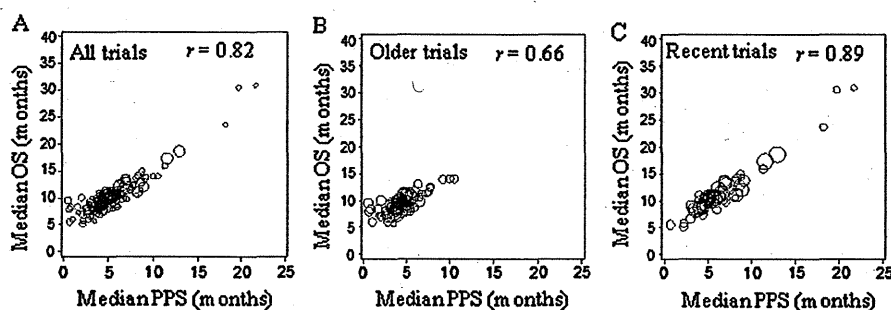 A
All trials r = 0.82
40
35
30
25
20
15
10
5
0
Median OS (months)
0 5 10 15 20 25
Median PPS (months)
B
Older trials r = 0.66
40
35
30
25
20
15
10
5
0
Median OS (months)
0 5 10 15 20 25
Median PPS (months)
C
Recent trials r = 0.89
40
35
30
25
20
15
10
5
0
Median OS (months)
0 5 10 15 20 25
Median PPS (months)